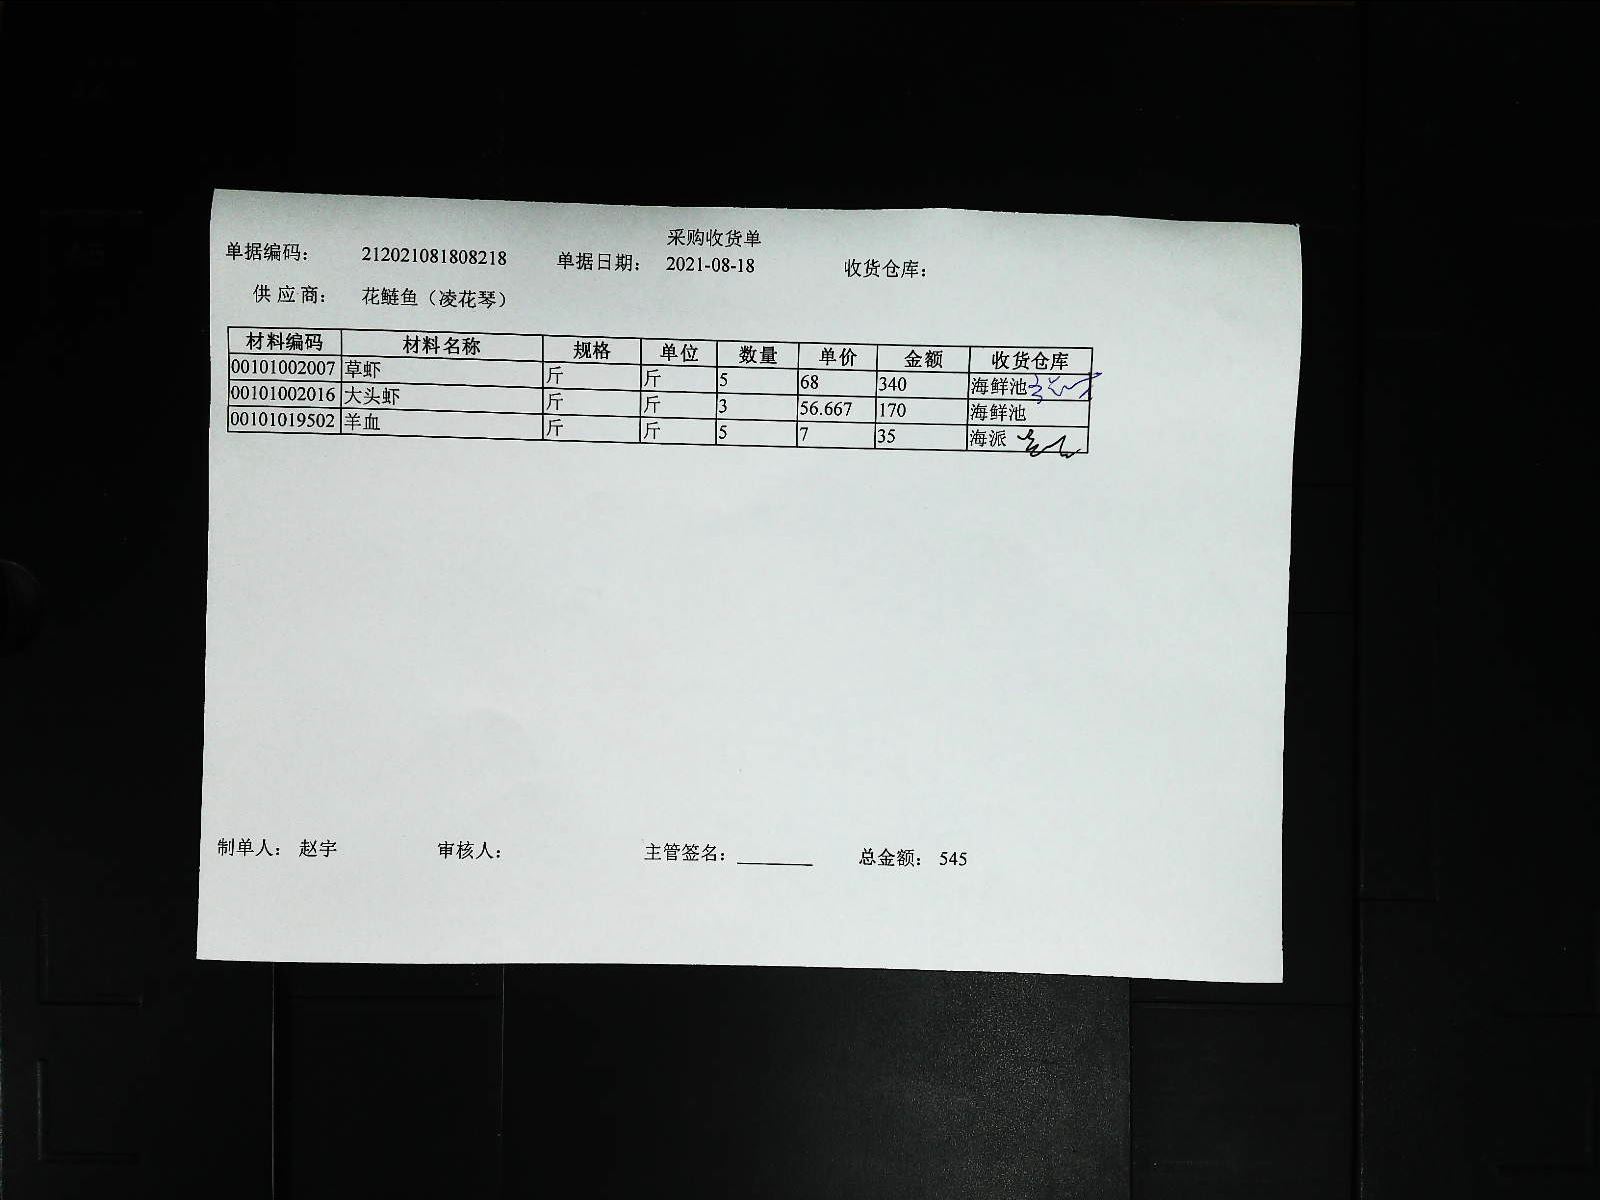 采购收货单
单据编码： 212021081808218 单据日期： 2021-08-18 收货仓库：
供应商： 花鲢鱼（凌花琴）
材料编码 材料名称 规格 单位 数量 单价 金额 收货仓库
00101002007 草虾 斤 斤 5 68 340 海鲜池
00101002016 大头虾 斤 斤 3 56.667 170 海鲜池
00101019502 羊血 斤 斤 5 7 35 海派
制单人： 赵宇 审核人： 主管签名： 总金额： 545